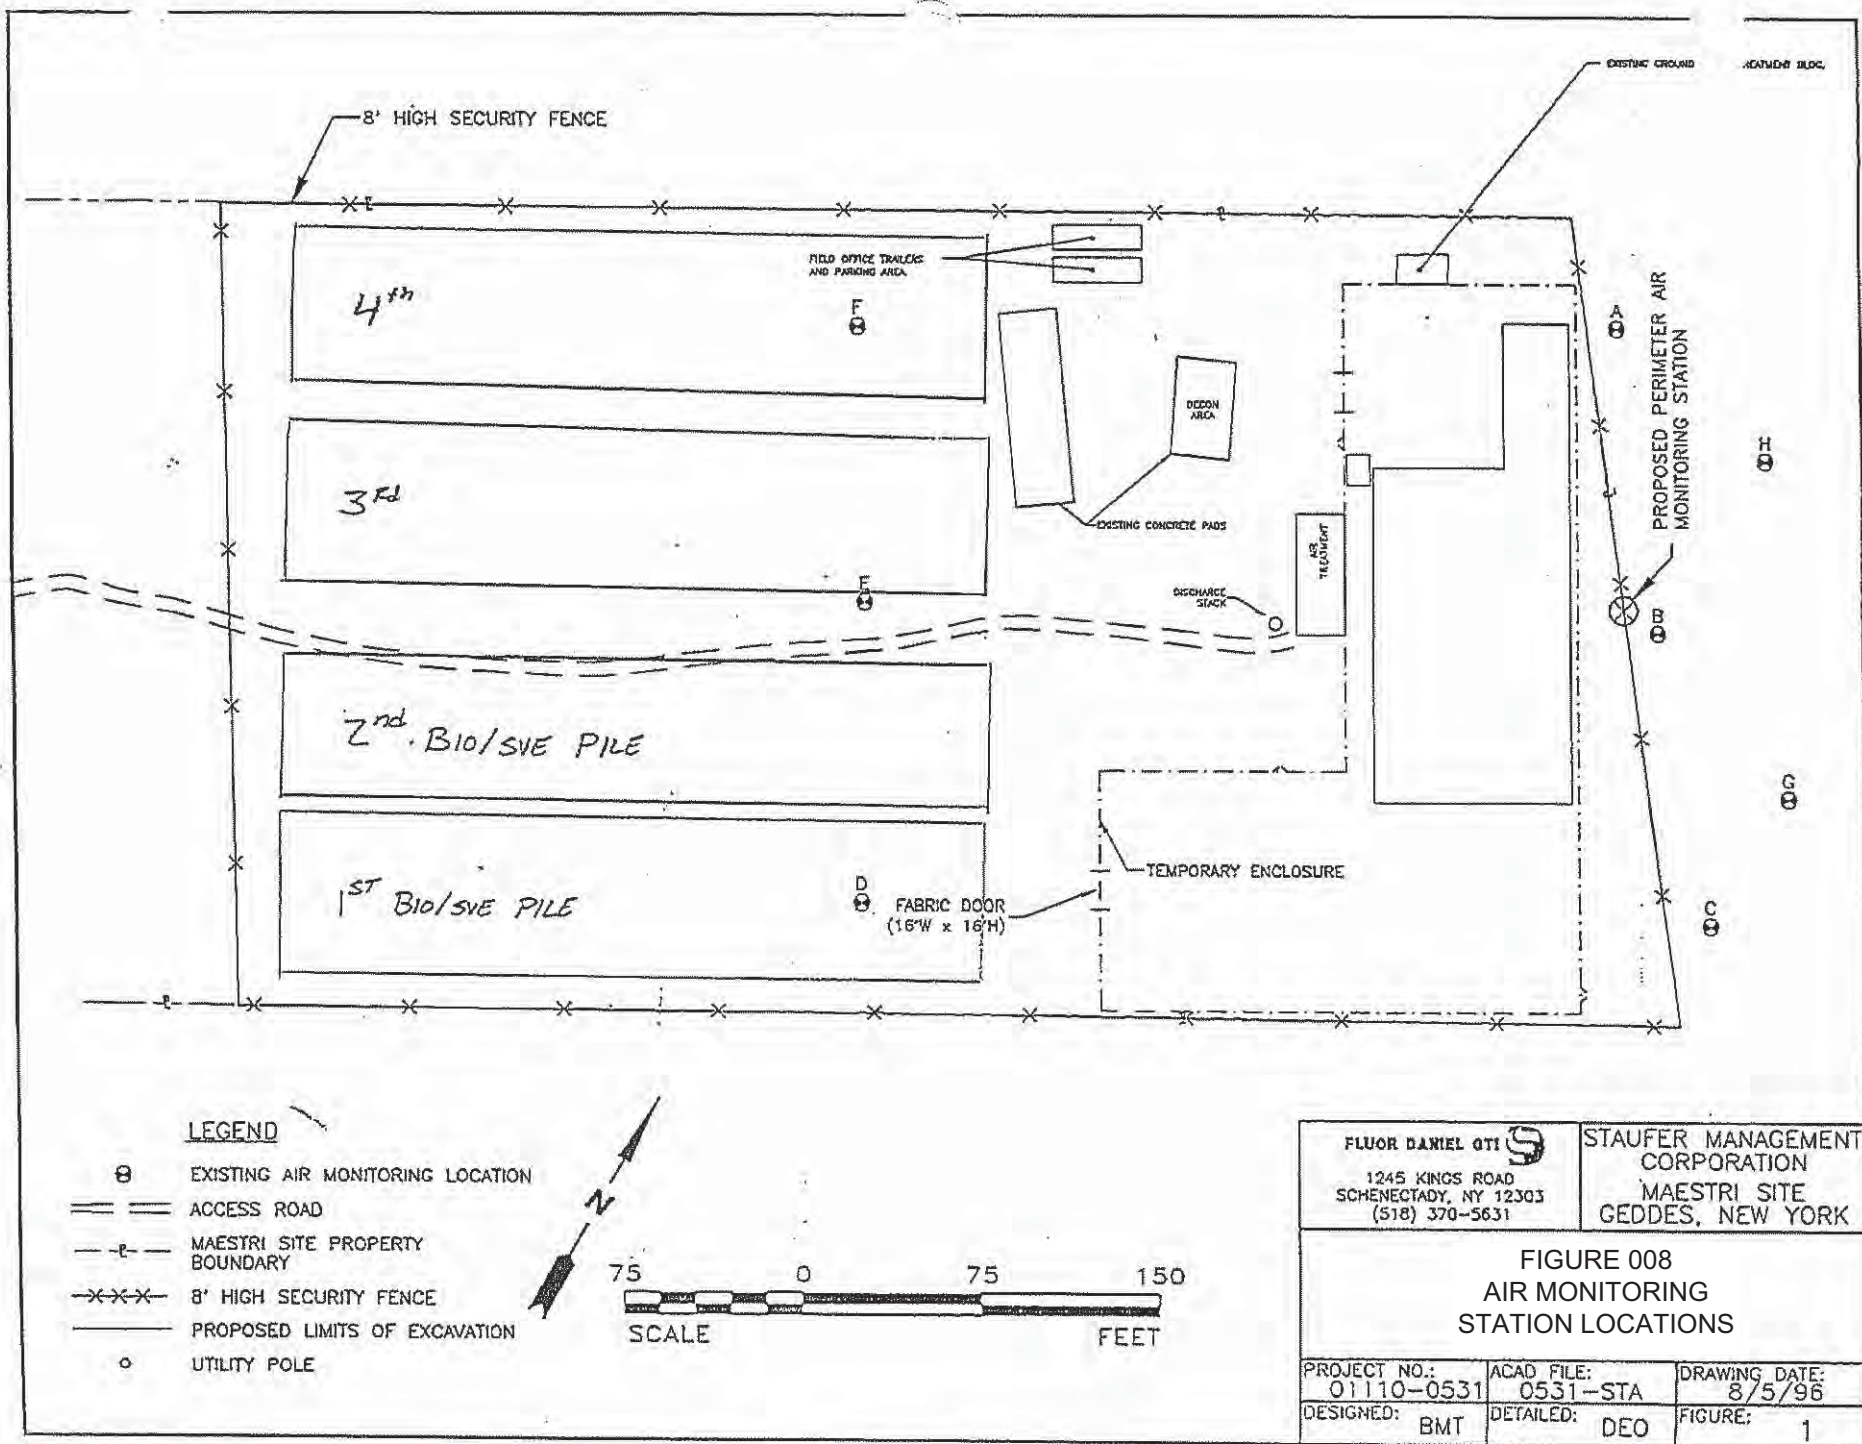 EXISTING GROUND EATMENT BLDG.
8' HIGH SECURITY FENCE
FIELD OFFICE TRAILERS
AND PARKING AREA
4th
F
A
PROPOSED PERIMETER AIR
MONITORING STATION
DECON
AREA
H
3Rd
EXISTING CONCRETE PADS
AIR
TREATMENT
E
DISCHARGE
STACK
B
2nd. BIO/SVE PILE
G
TEMPORARY ENCLOSURE
1ST BIO/SVE PILE
D
FABRIC DOOR
(16'W x 16'H)
C
LEGEND
EXISTING AIR MONITORING LOCATION
ACCESS ROAD
MAESTRI SITE PROPERTY
BOUNDARY
8' HIGH SECURITY FENCE
PROPOSED LIMITS OF EXCAVATION
UTILITY POLE
N
75 0 75 150
SCALE FEET
FLUOR DANIEL GTI
1245 KINGS ROAD
SCHENECTADY, NY 12303
(518) 370-5631
STAUFER MANAGEMENT
CORPORATION
MAESTRI SITE
GEDDES, NEW YORK
FIGURE 008
AIR MONITORING
STATION LOCATIONS
PROJECT NO.: 01110-0531
ACAD FILE: 0531-STA
DRAWING DATE: 8/5/96
DESIGNED: BMT
DETAILED: DEO
FIGURE: 1